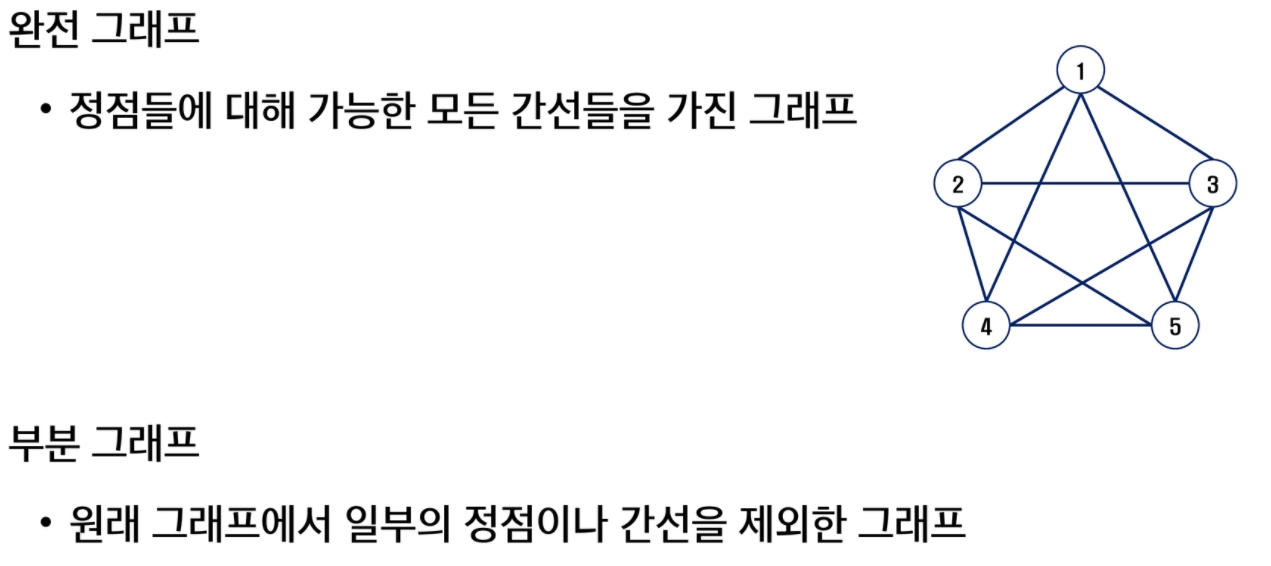 완전 그래프
• 정점들에 대해 가능한 모든 간선들을 가진 그래프
1
2
3
4
5
부분 그래프
• 원래 그래프에서 일부의 정점이나 간선을 제외한 그래프